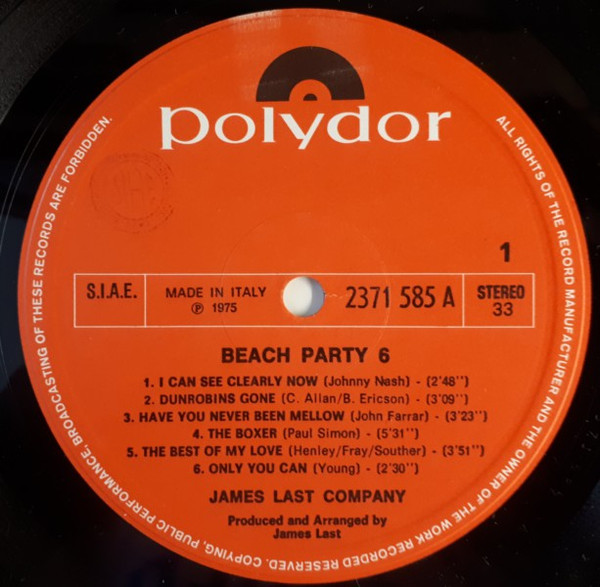 polydor
1
S.I.A.E.
MADE IN ITALY
℗ 1975
2371 585 A
STEREO
33
BEACH PARTY 6
1. I CAN SEE CLEARLY NOW (Johnny Nash) - (2'48'')
2. DUNROBINS GONE (C. Allan/B. Ericson) - (3'09'')
3. HAVE YOU NEVER BEEN MELLOW (John Farrar) - (3'23'')
4. THE BOXER (Paul Simon) - (5'31'')
5. THE BEST OF MY LOVE (Henley/Fray/Souther) - (3'51'')
6. ONLY YOU CAN (Young) - (2'30'')
JAMES LAST COMPANY
Produced and Arranged by
James Last
ALL RIGHTS OF THE RECORD MANUFACTURER AND THE OWNER OF THE WORK RECORDED RESERVED. COPYING, PUBLIC PERFORMANCE, BROADCASTING OF THESE RECORDS ARE FORBIDDEN.